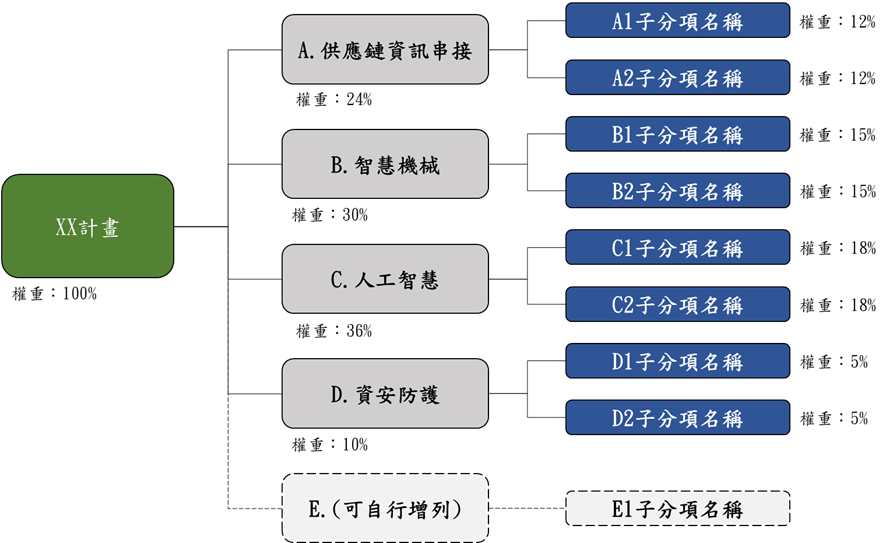 XX計畫
權重：100%
A.供應鏈資訊串接
權重：24%
A1子分項名稱
權重：12%
A2子分項名稱
權重：12%
B.智慧機械
權重：30%
B1子分項名稱
權重：15%
B2子分項名稱
權重：15%
C.人工智慧
權重：36%
C1子分項名稱
權重：18%
C2子分項名稱
權重：18%
D.資安防護
權重：10%
D1子分項名稱
權重：5%
D2子分項名稱
權重：5%
E.(可自行增列)
E1子分項名稱